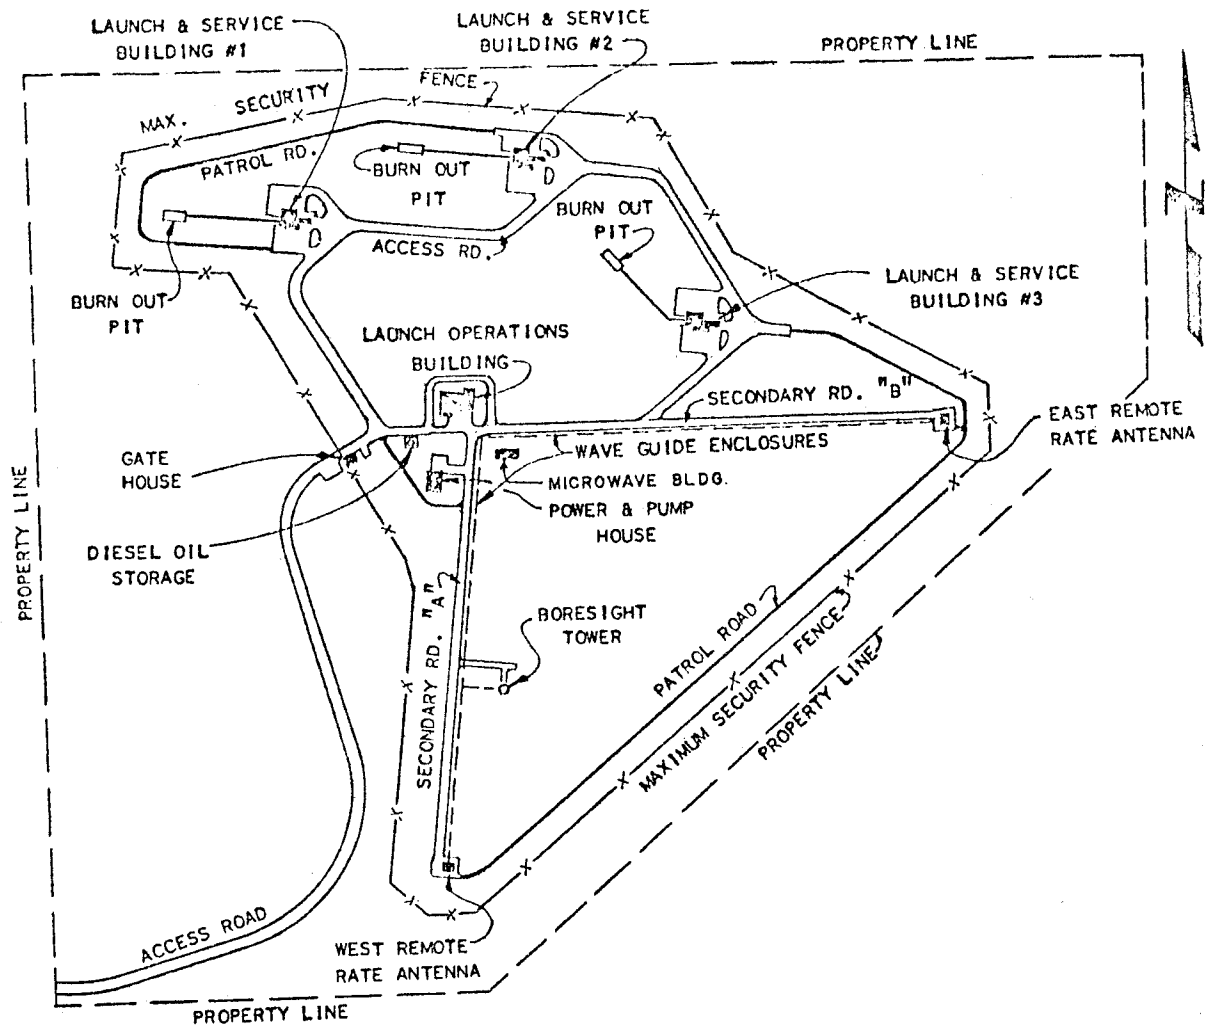 LAUNCH & SERVICE
BUILDING #1
LAUNCH & SERVICE
BUILDING #2
PROPERTY LINE
FENCE
SECURITY
MAX.
PATROL RD.
BURN OUT
PIT
BURN OUT
PIT
ACCESS RD.
LAUNCH & SERVICE
BUILDING #3
BURN OUT
PIT
LAUNCH OPERATIONS
BUILDING
SECONDARY RD. "B"
EAST REMOTE
RATE ANTENNA
WAVE GUIDE ENCLOSURES
GATE
HOUSE
MICROWAVE BLDG.
POWER & PUMP
HOUSE
PROPERTY LINE
DIESEL OIL
STORAGE
SECONDARY RD. "A"
BORESIGHT
TOWER
PATROL ROAD
MAXIMUM SECURITY FENCE
PROPERTY LINE
ACCESS ROAD
WEST REMOTE
RATE ANTENNA
PROPERTY LINE